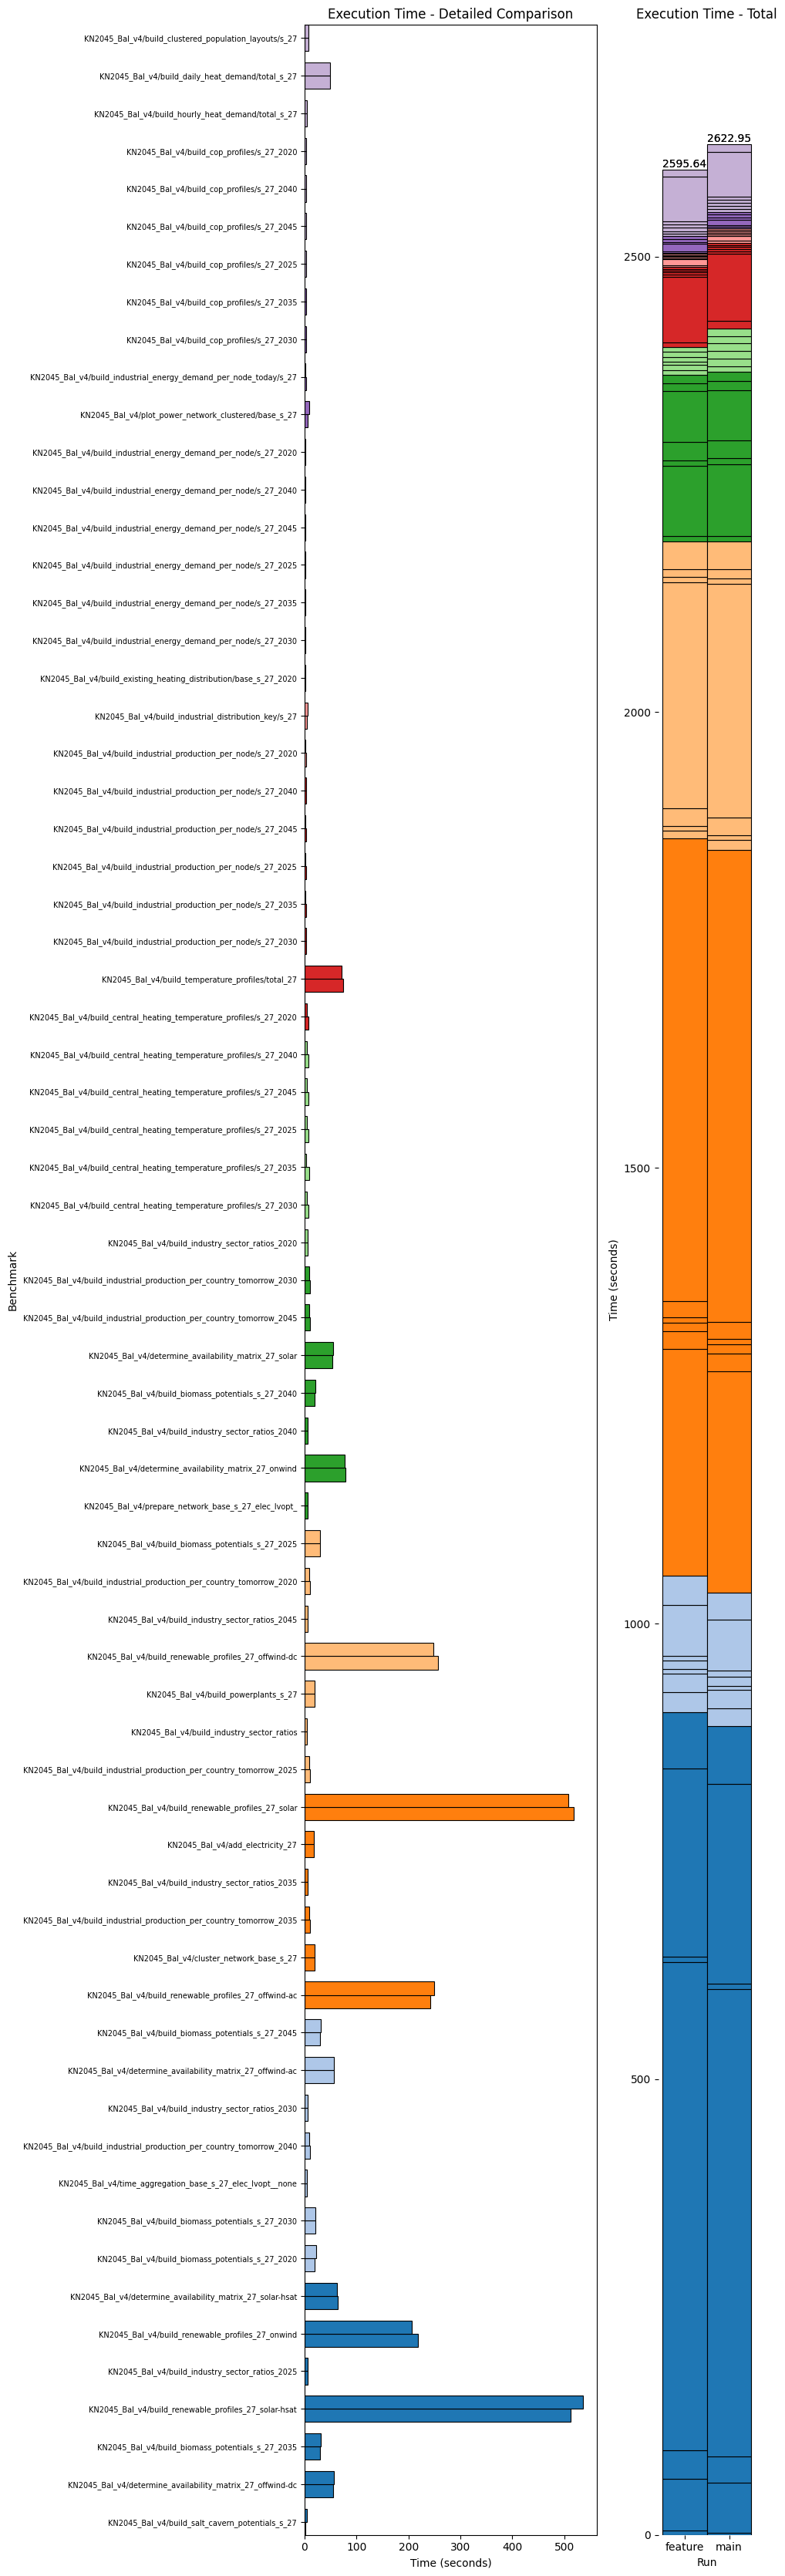 Execution Time - Detailed Comparison
Execution Time - Total
KN2045_Bal_v4/build_clustered_population_layouts/s_27
KN2045_Bal_v4/build_daily_heat_demand/total_s_27
KN2045_Bal_v4/build_hourly_heat_demand/total_s_27
KN2045_Bal_v4/build_cop_profiles/s_27_2020
KN2045_Bal_v4/build_cop_profiles/s_27_2040
KN2045_Bal_v4/build_cop_profiles/s_27_2045
KN2045_Bal_v4/build_cop_profiles/s_27_2025
KN2045_Bal_v4/build_cop_profiles/s_27_2035
KN2045_Bal_v4/build_cop_profiles/s_27_2030
KN2045_Bal_v4/build_industrial_energy_demand_per_node_today/s_27
KN2045_Bal_v4/plot_power_network_clustered/base_s_27
KN2045_Bal_v4/build_industrial_energy_demand_per_node/s_27_2020
KN2045_Bal_v4/build_industrial_energy_demand_per_node/s_27_2040
KN2045_Bal_v4/build_industrial_energy_demand_per_node/s_27_2045
KN2045_Bal_v4/build_industrial_energy_demand_per_node/s_27_2025
KN2045_Bal_v4/build_industrial_energy_demand_per_node/s_27_2035
KN2045_Bal_v4/build_industrial_energy_demand_per_node/s_27_2030
KN2045_Bal_v4/build_existing_heating_distribution/base_s_27_2020
KN2045_Bal_v4/build_industrial_distribution_key/s_27
KN2045_Bal_v4/build_industrial_production_per_node/s_27_2020
KN2045_Bal_v4/build_industrial_production_per_node/s_27_2040
KN2045_Bal_v4/build_industrial_production_per_node/s_27_2045
KN2045_Bal_v4/build_industrial_production_per_node/s_27_2025
KN2045_Bal_v4/build_industrial_production_per_node/s_27_2035
KN2045_Bal_v4/build_industrial_production_per_node/s_27_2030
KN2045_Bal_v4/build_temperature_profiles/total_27
KN2045_Bal_v4/build_central_heating_temperature_profiles/s_27_2020
KN2045_Bal_v4/build_central_heating_temperature_profiles/s_27_2040
KN2045_Bal_v4/build_central_heating_temperature_profiles/s_27_2045
KN2045_Bal_v4/build_central_heating_temperature_profiles/s_27_2025
KN2045_Bal_v4/build_central_heating_temperature_profiles/s_27_2035
KN2045_Bal_v4/build_central_heating_temperature_profiles/s_27_2030
KN2045_Bal_v4/build_industry_sector_ratios_2020
KN2045_Bal_v4/build_industrial_production_per_country_tomorrow_2030
KN2045_Bal_v4/build_industrial_production_per_country_tomorrow_2045
KN2045_Bal_v4/determine_availability_matrix_27_solar
KN2045_Bal_v4/build_biomass_potentials_s_27_2040
KN2045_Bal_v4/build_industry_sector_ratios_2040
KN2045_Bal_v4/determine_availability_matrix_27_onwind
KN2045_Bal_v4/prepare_network_base_s_27_elec_lvopt_
KN2045_Bal_v4/build_biomass_potentials_s_27_2025
KN2045_Bal_v4/build_industrial_production_per_country_tomorrow_2020
KN2045_Bal_v4/build_industry_sector_ratios_2045
KN2045_Bal_v4/build_renewable_profiles_27_offwind-dc
KN2045_Bal_v4/build_powerplants_s_27
KN2045_Bal_v4/build_industry_sector_ratios
KN2045_Bal_v4/build_industrial_production_per_country_tomorrow_2025
KN2045_Bal_v4/build_renewable_profiles_27_solar
KN2045_Bal_v4/add_electricity_27
KN2045_Bal_v4/build_industry_sector_ratios_2035
KN2045_Bal_v4/build_industrial_production_per_country_tomorrow_2035
KN2045_Bal_v4/cluster_network_base_s_27
KN2045_Bal_v4/build_renewable_profiles_27_offwind-ac
KN2045_Bal_v4/build_biomass_potentials_s_27_2045
KN2045_Bal_v4/determine_availability_matrix_27_offwind-ac
KN2045_Bal_v4/build_industry_sector_ratios_2030
KN2045_Bal_v4/build_industrial_production_per_country_tomorrow_2040
KN2045_Bal_v4/time_aggregation_base_s_27_elec_lvopt__none
KN2045_Bal_v4/build_biomass_potentials_s_27_2030
KN2045_Bal_v4/build_biomass_potentials_s_27_2020
KN2045_Bal_v4/determine_availability_matrix_27_solar-hsat
KN2045_Bal_v4/build_renewable_profiles_27_onwind
KN2045_Bal_v4/build_industry_sector_ratios_2025
KN2045_Bal_v4/build_renewable_profiles_27_solar-hsat
KN2045_Bal_v4/build_biomass_potentials_s_27_2035
KN2045_Bal_v4/determine_availability_matrix_27_offwind-dc
KN2045_Bal_v4/build_salt_cavern_potentials_s_27
Benchmark
0 100 200 300 400 500
Time (seconds)
2595.64
2622.95
2500
2000
1500
1000
500
0
Time (seconds)
feature main
Run